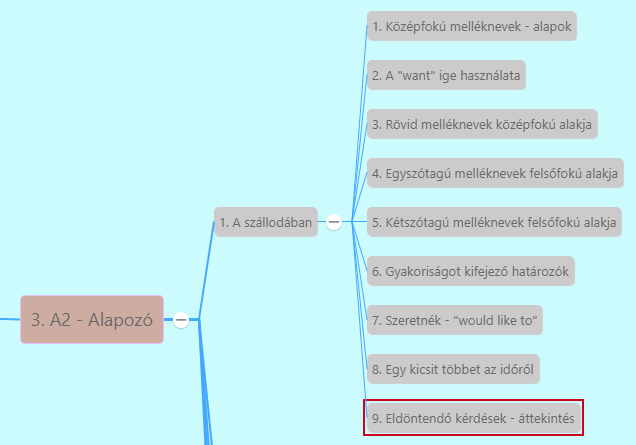 1. Középfokú melléknevek - alapok
2. A "want" ige használata
3. Rövid melléknevek középfokú alakja
4. Egyszótagú melléknevek felsőfokú alakja
1. A szállodában
5. Kétszótagú melléknevek felsőfokú alakja
6. Gyakoriságot kifejező határozók
3. A2 - Alapozó
7. Szeretnék - "would like to"
8. Egy kicsit többet az időről
9. Eldöntendő kérdések - áttekintés